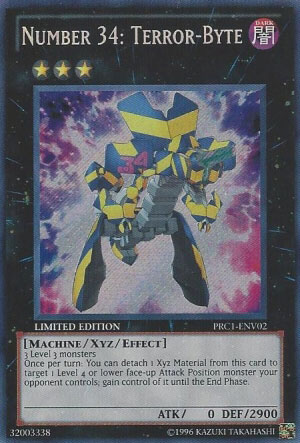 NUMBER 34: TERROR-BYTE
DARK
闇
34
LIMITED EDITION
PRC1-ENV02
[MACHINE/XYZ/EFFECT]
3 Level 3 monsters
Once per turn: You can detach 1 Xyz Material from this card to
target 1 Level 4 or lower face-up Attack Position monster your
opponent controls; gain control of it until the End Phase.
ATK/ 0 DEF/2900
32003338
©1996 KAZUKI TAKAHASHI